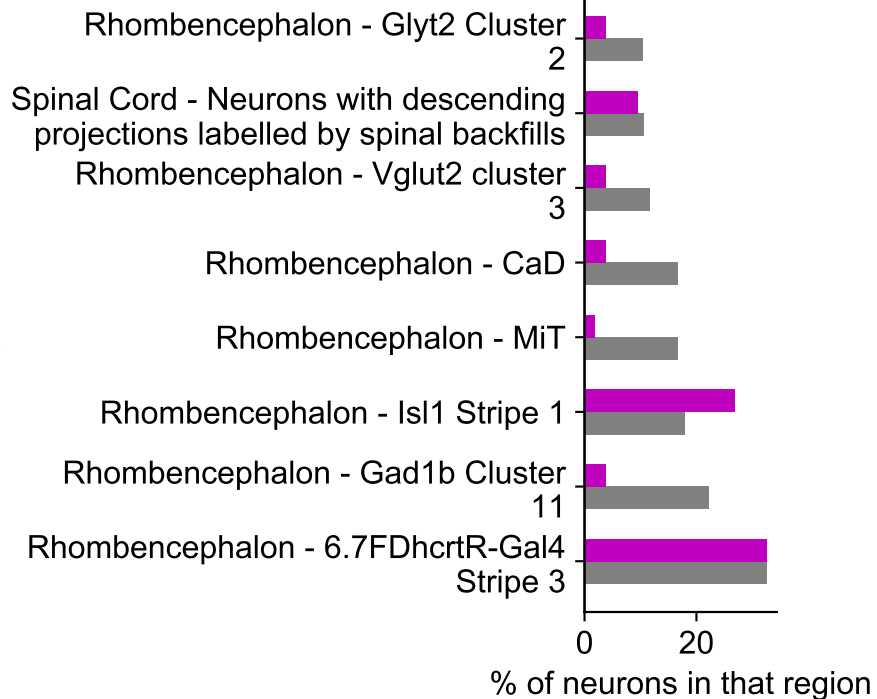 Rhombencephalon - Glyt2 Cluster
2
Spinal Cord - Neurons with descending
projections labelled by spinal backfills
Rhombencephalon - Vglut2 cluster
3
Rhombencephalon - CaD
Rhombencephalon - MiT
Rhombencephalon - Isl1 Stripe 1
Rhombencephalon - Gad1b Cluster
11
Rhombencephalon - 6.7FDhcrtR-Gal4
Stripe 3
0 20
% of neurons in that region